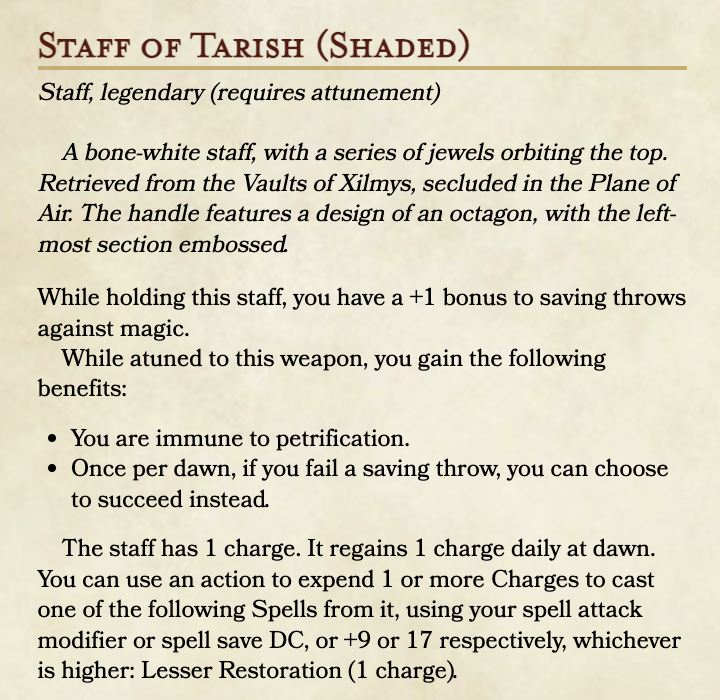 Staff of Tarish (Shaded)
Staff, legendary (requires attunement)
A bone-white staff, with a series of jewels orbiting the top.
Retrieved from the Vaults of Xilmys, secluded in the Plane of
Air. The handle features a design of an octagon, with the left-
most section embossed.
While holding this staff, you have a +1 bonus to saving throws
against magic.
While atuned to this weapon, you gain the following
benefits:
• You are immune to petrification.
• Once per dawn, if you fail a saving throw, you can choose
to succeed instead.
The staff has 1 charge. It regains 1 charge daily at dawn.
You can use an action to expend 1 or more Charges to cast
one of the following Spells from it, using your spell attack
modifier or spell save DC, or +9 or 17 respectively, whichever
is higher: Lesser Restoration (1 charge).